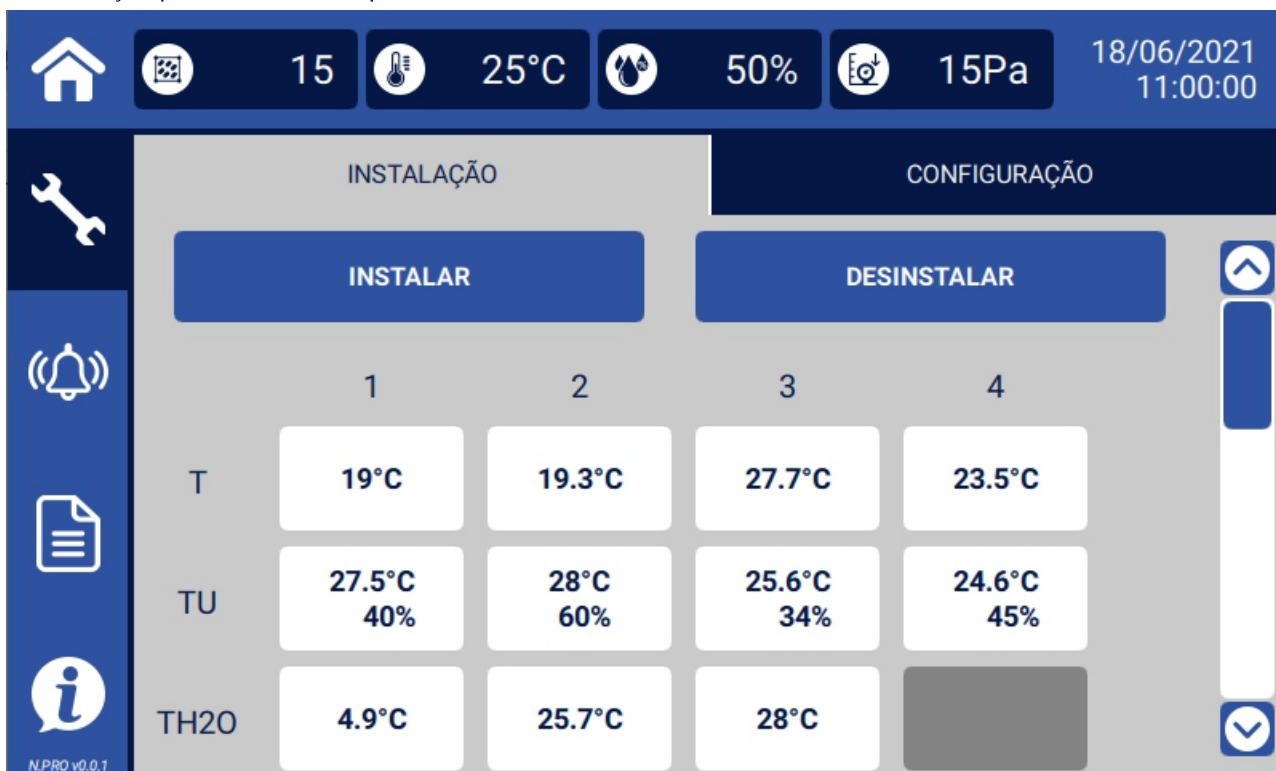 15 25°C 50% 15Pa 18/06/2021
11:00:00
INSTALAÇÃO CONFIGURAÇÃO
INSTALAR DESINSTALAR
1 2 3 4
T 19°C 19.3°C 27.7°C 23.5°C
TU 27.5°C 28°C 25.6°C 24.6°C
40% 60% 34% 45%
TH2O 4.9°C 25.7°C 28°C
N.PRO v0.0.1